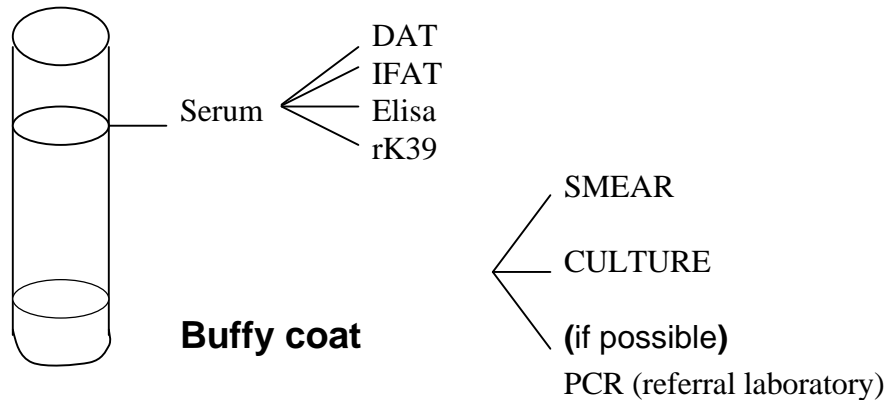 DAT
IFAT
Serum
Elisa
rK39
SMEAR
CULTURE
Buffy coat
(if possible)
PCR (referral laboratory)